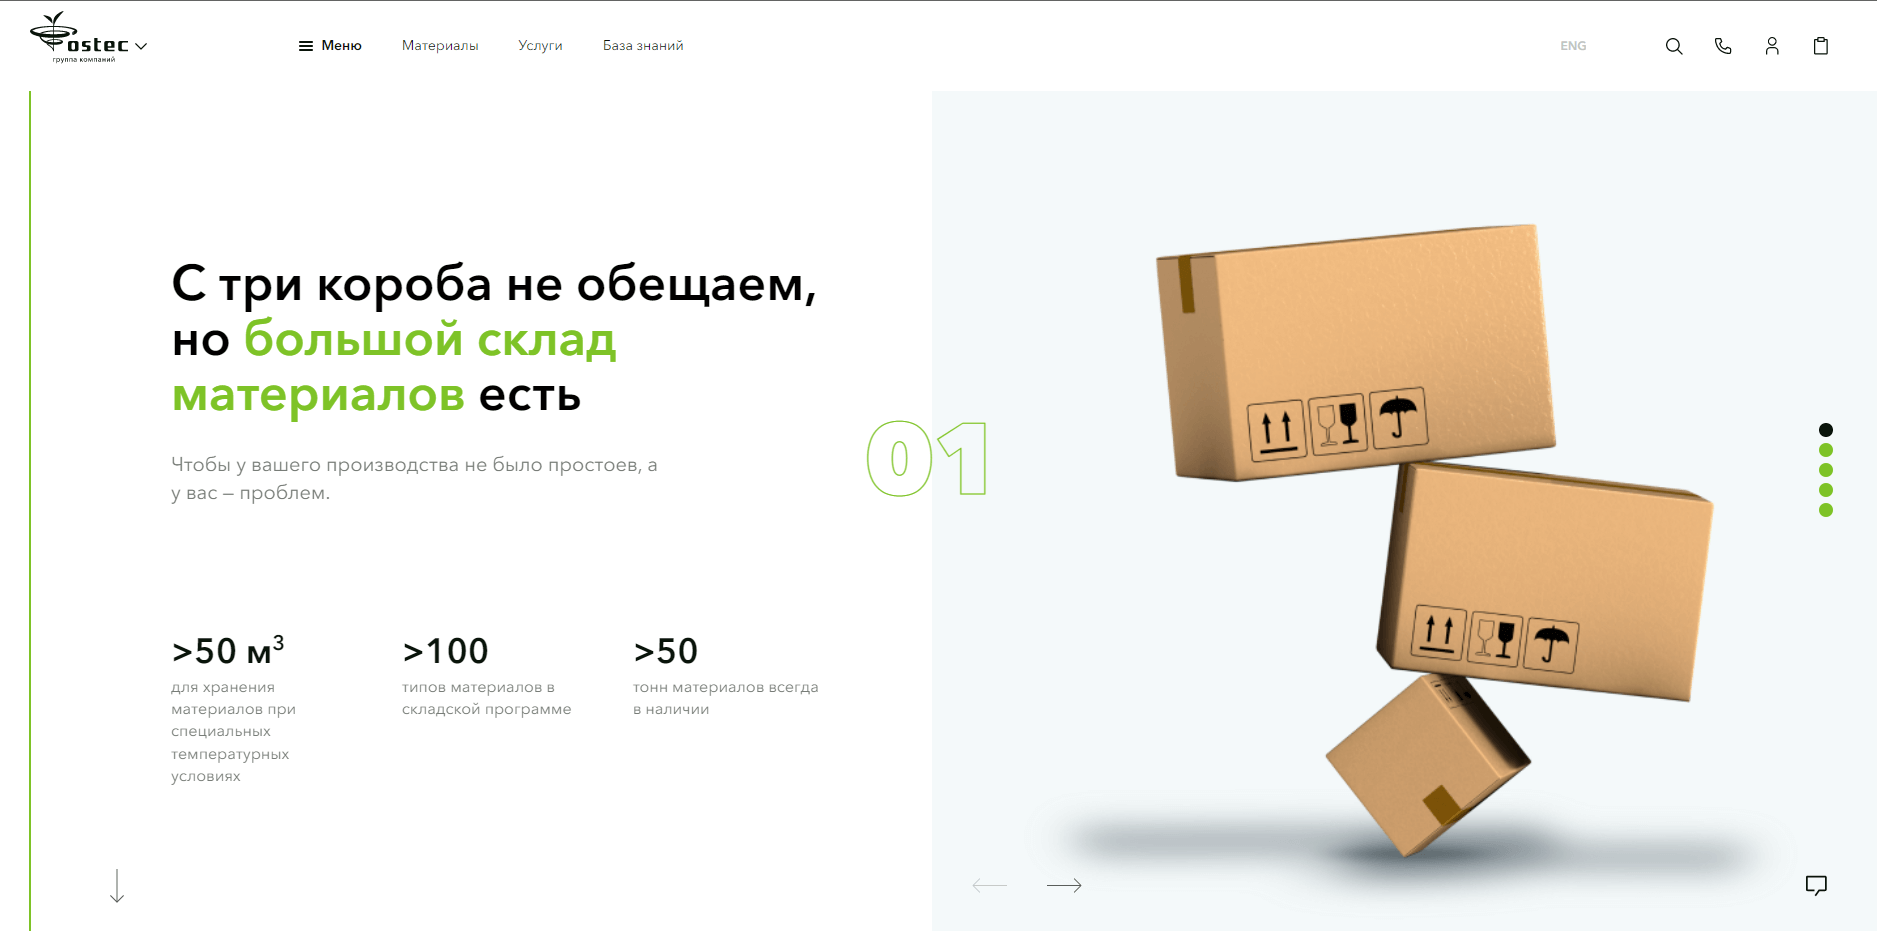 ostec
группа компаний
Меню
Материалы
Услуги
База знаний
ENG
С три короба не обещаем,
но большой склад
материалов есть
Чтобы у вашего производства не было простоев, а
у вас – проблем.
01
>50 м³
для хранения
материалов при
специальных
температурных
условиях
>100
типов материалов в
складской программе
>50
тонн материалов всегда
в наличии